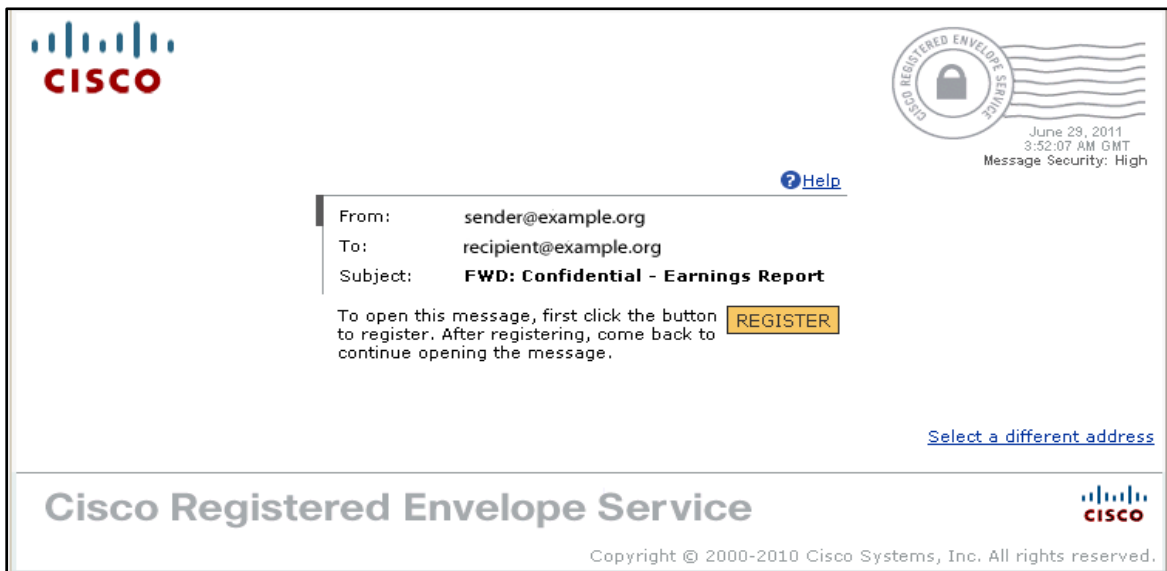 CISCO
CISCO REGISTERED ENVELOPE SERVICE
June 29, 2011
3:52:07 AM GMT
Message Security: High
?Help
From: sender@example.org
To: recipient@example.org
Subject: FWD: Confidential - Earnings Report
To open this message, first click the button
to register. After registering, come back to
continue opening the message.
REGISTER
Select a different address
Cisco Registered Envelope Service
CISCO
Copyright © 2000-2010 Cisco Systems, Inc. All rights reserved.